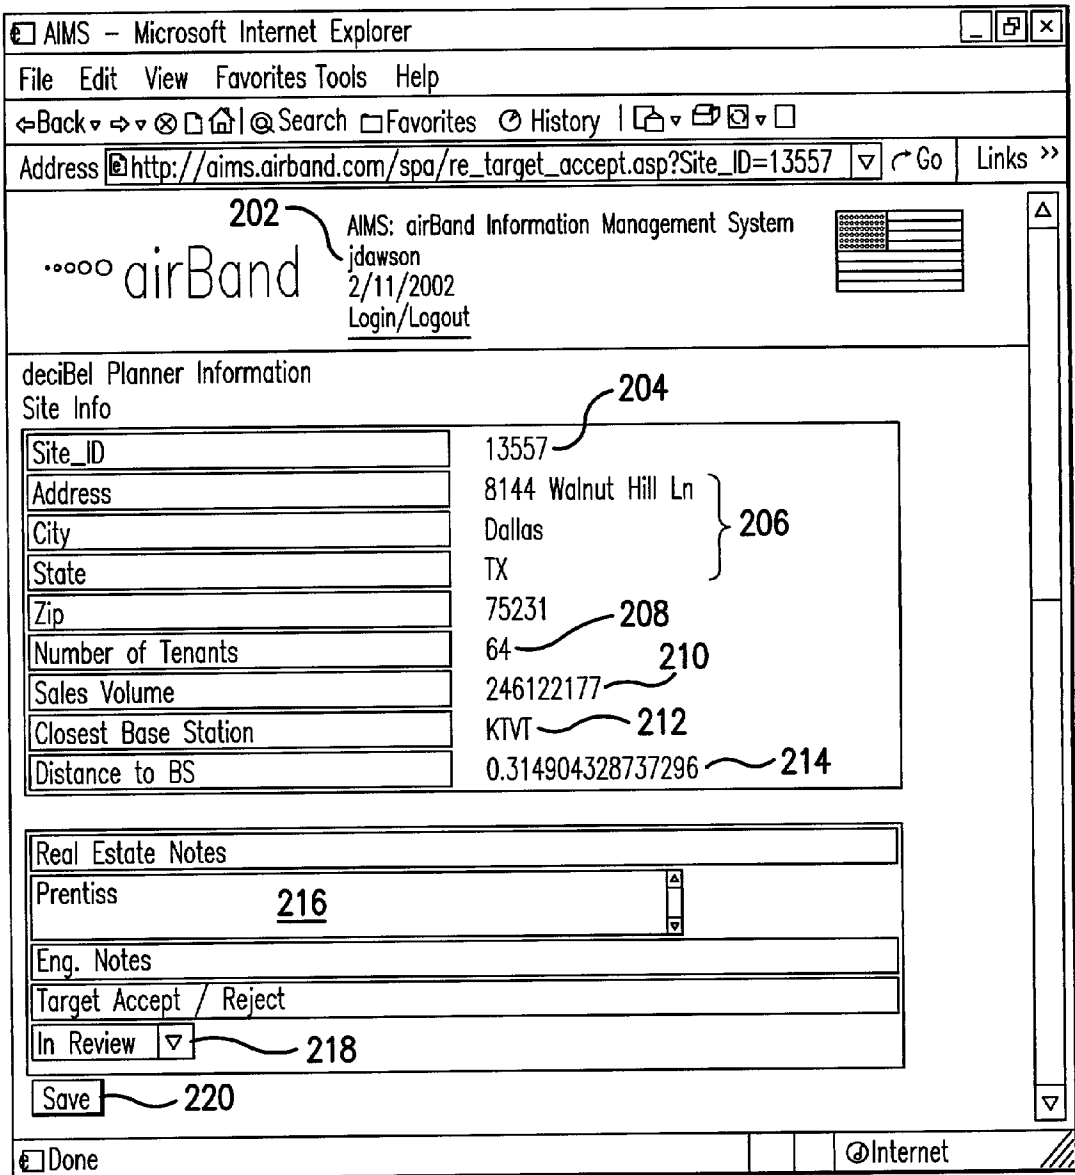 AIMS – Microsoft Internet Explorer
File Edit View Favorites Tools Help
Back Search Favorites History
Address http://aims.airband.com/spa/re_target_accept.asp?Site_ID=13557 Go Links >>
202 AIMS: airBand Information Management System
airBand jdawson
2/11/2002
Login/Logout
deciBel Planner Information
Site Info
204
Site_ID 13557
Address 8144 Walnut Hill Ln
City Dallas 206
State TX
Zip 75231
208
Number of Tenants 64
210
Sales Volume 246122177
Closest Base Station KTVT 212
Distance to BS 0.314904328737296 214
Real Estate Notes
Prentiss 216
Eng. Notes
Target Accept / Reject
In Review 218
Save 220
Done Internet